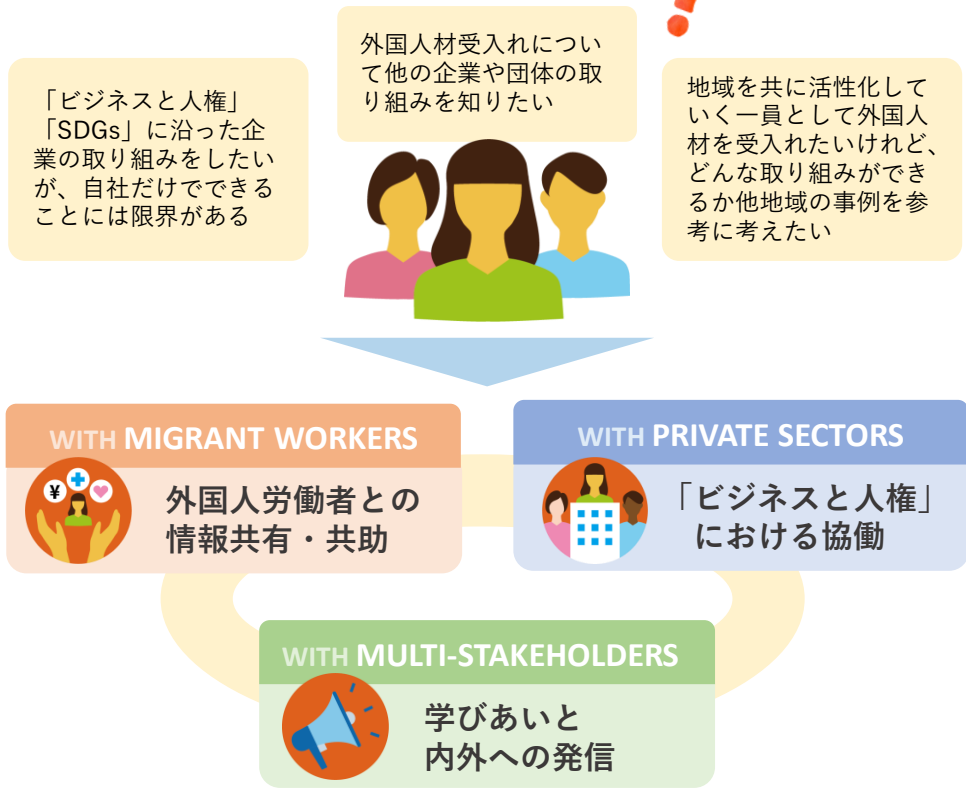 「ビジネスと人権」
「SDGs」に沿った企
業の取り組みをしたい
が、自社だけでできる
ことには限界がある
外国人材受入れについ
て他の企業や団体の取
り組みを知りたい
地域を共に活性化して
いく一員として外国人
材を受入れたいけれど、
どんな取り組みができ
るか他地域の事例を参
考に考えたい
WITH MIGRANT WORKERS
¥
外国人労働者との
情報共有・共助
WITH PRIVATE SECTORS
「ビジネスと人権」
における協働
WITH MULTI-STAKEHOLDERS
学びあいと
内外への発信